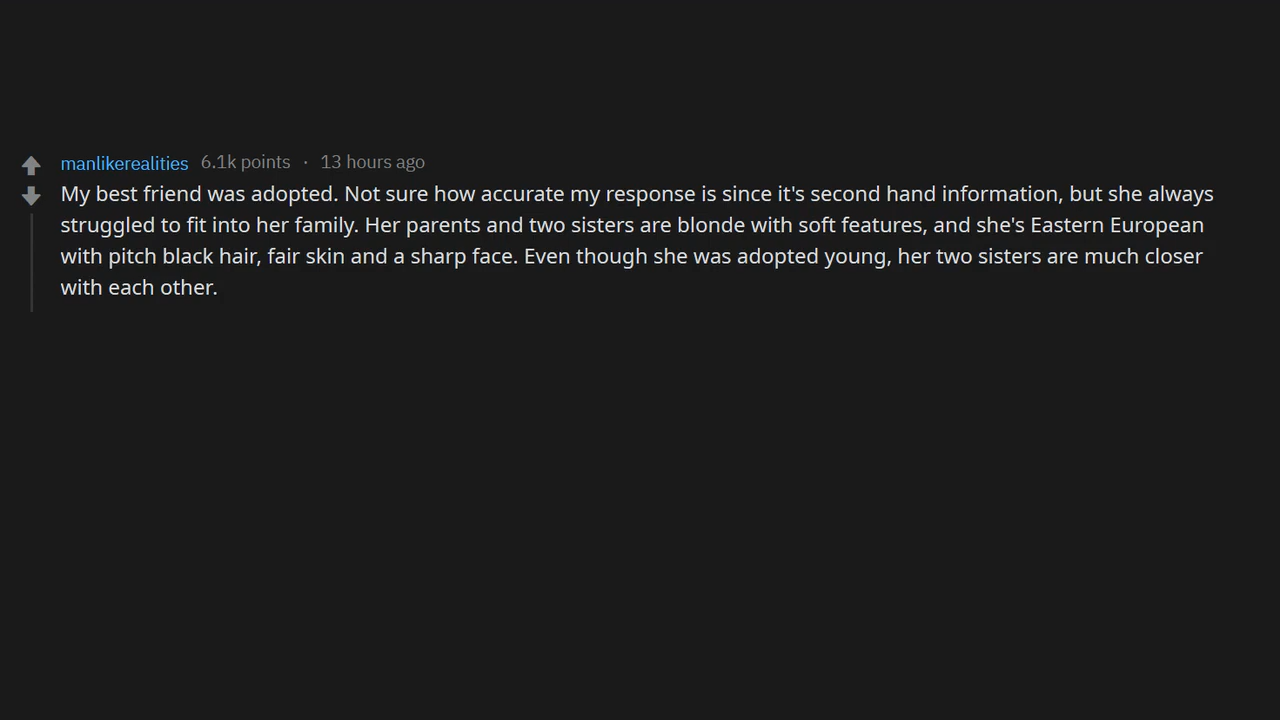 manlikerealities 6.1k points · 13 hours ago
My best friend was adopted. Not sure how accurate my response is since it's second hand information, but she always
struggled to fit into her family. Her parents and two sisters are blonde with soft features, and she's Eastern European
with pitch black hair, fair skin and a sharp face. Even though she was adopted young, her two sisters are much closer
with each other.